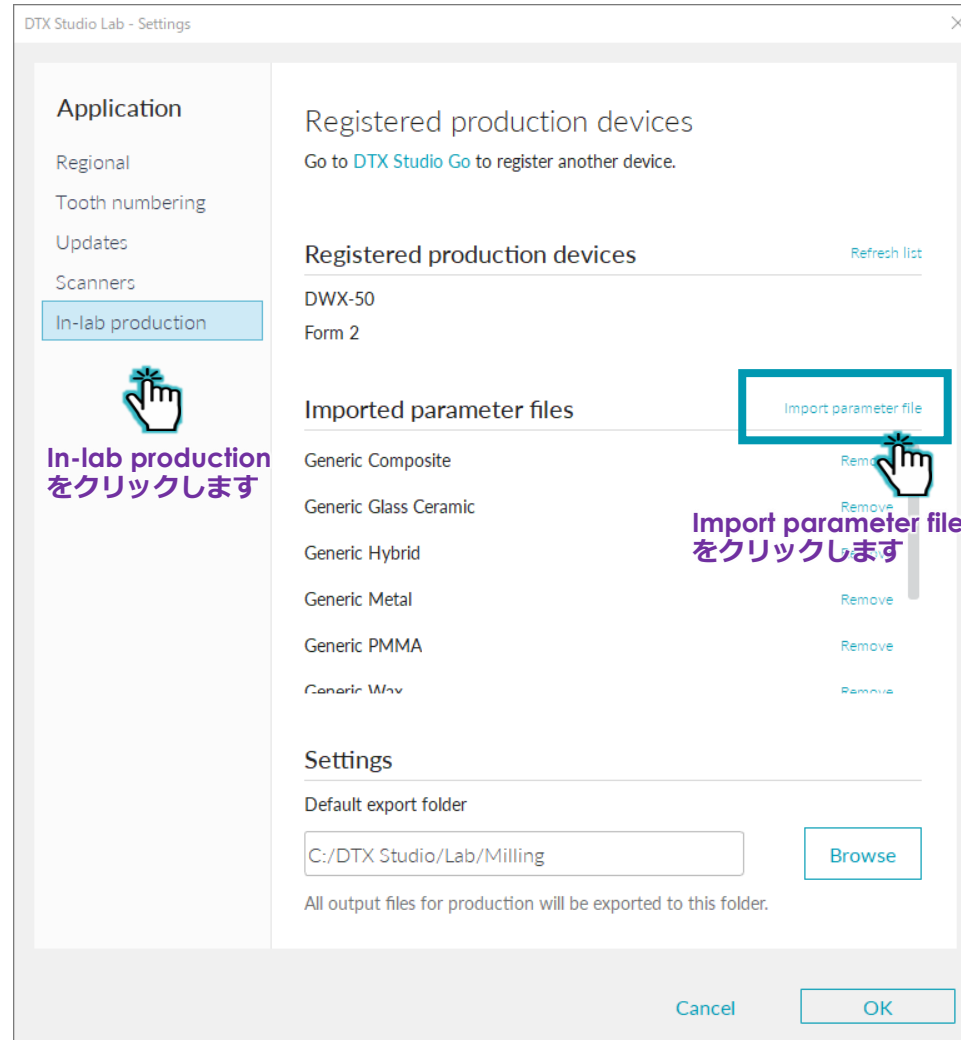 DTX Studio Lab - Settings
Application
Regional
Tooth numbering
Updates
Scanners
In-lab production
In-lab production
をクリックします
Registered production devices
Go to DTX Studio Go to register another device.
Registered production devices
Refresh list
DWX-50
Form 2
Imported parameter files
Import parameter file
Generic Composite
Generic Glass Ceramic
Remove
Import parameter file
をクリックします
Generic Hybrid
Generic Metal
Remove
Generic PMMA
Remove
Generic Wax
Remove
Settings
Default export folder
C:/DTX Studio/Lab/Milling
Browse
All output files for production will be exported to this folder.
Cancel
OK